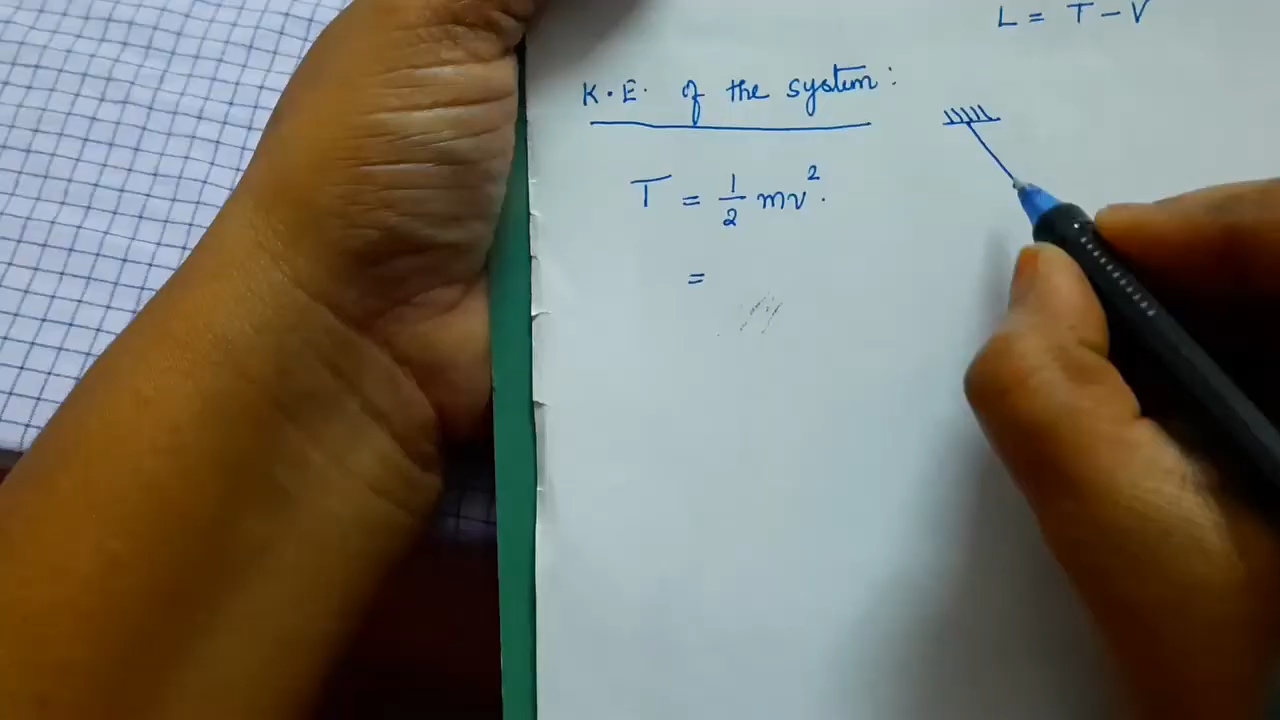 L = T - V
K.E. of the system:
T = 1/2 mv².
=